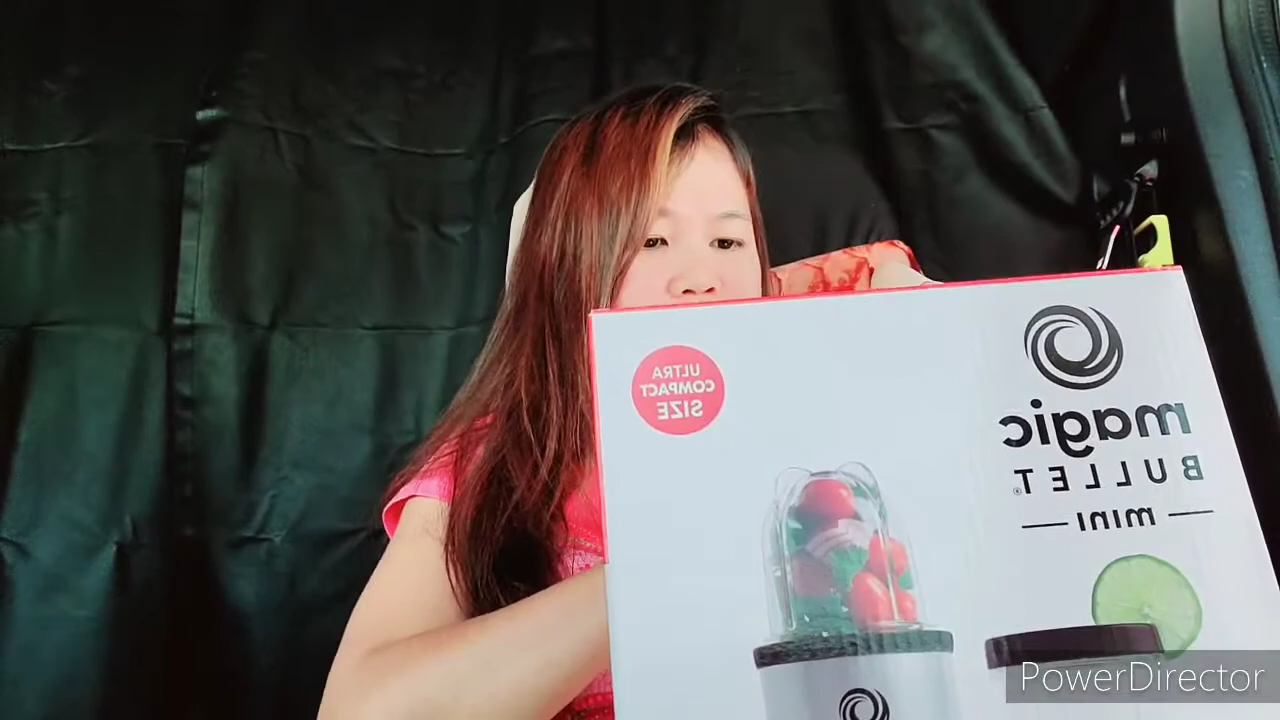 ULTRA
COMPACT
SIZE
magic
BULLET®
mini
PowerDirector